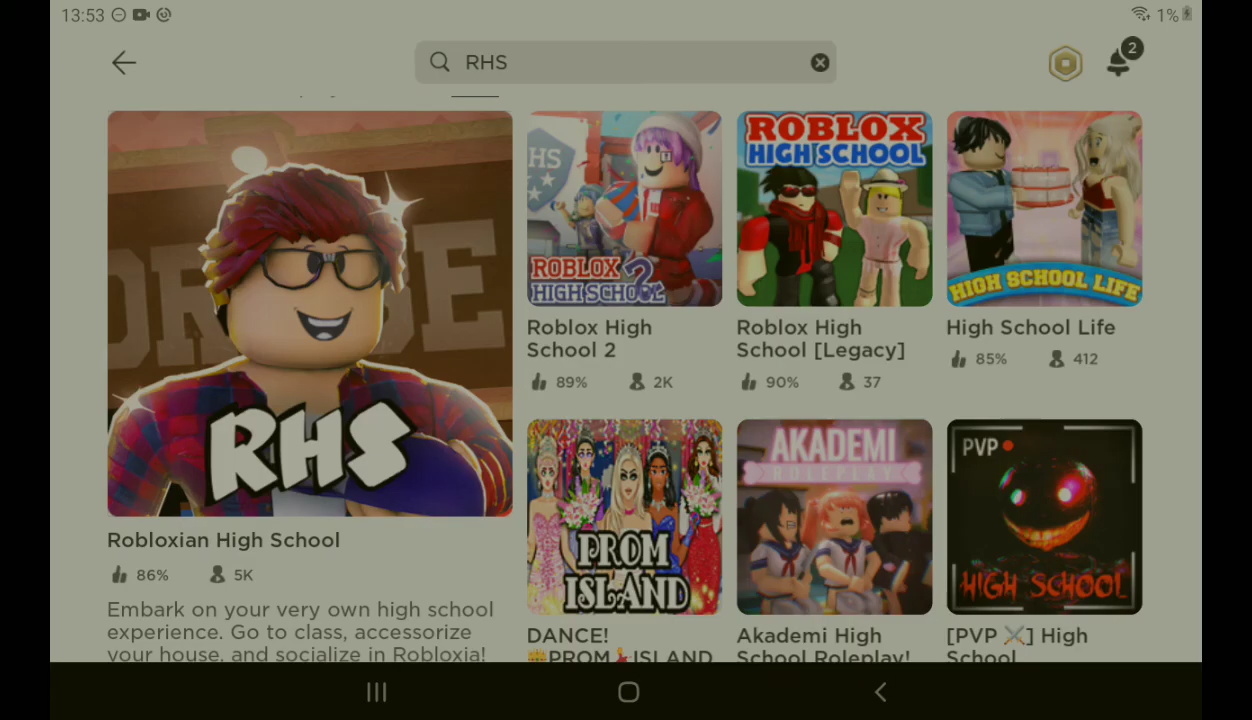 13:53
1%
RHS
2
ORIDE
RHS
Robloxian High School
86% 5K
Embark on your very own high school
experience. Go to class, accessorize
your house, and socialize in Robloxia!
HS
ROBLOX
HIGH SCHOOL 2
Roblox High
School 2
89% 2K
ROBLOX
HIGH SCHOOL
Roblox High
School [Legacy]
90% 37
HIGH SCHOOL LIFE
High School Life
85% 412
PROM
ISLAND
DANCE!
👑PROM💃ISLAND
AKADEMI
ROLEPLAY
Akademi High
School Roleplay!
PVP
HIGH SCHOOL
[PVP ⚔️] High
School